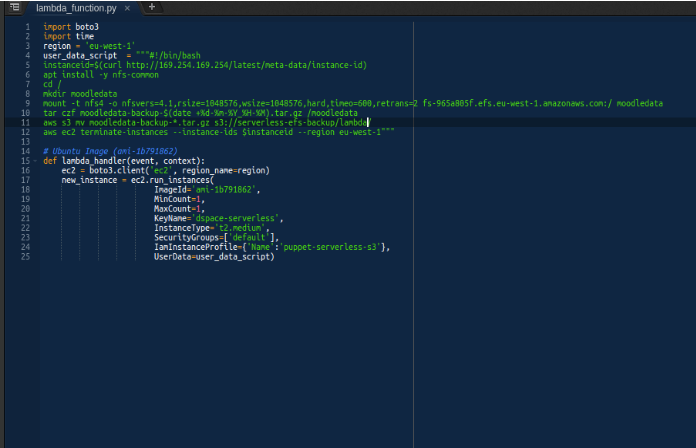 lambda_function.py × +
1 import boto3
2 import time
3 region = 'eu-west-1'
4 user_data_script = """#!/bin/bash
5 instanceid=$(curl http://169.254.169.254/latest/meta-data/instance-id)
6 apt install -y nfs-common
7 cd /
8 mkdir moodledata
9 mount -t nfs4 -o nfsvers=4.1,rsize=1048576,wsize=1048576,hard,timeo=600,retrans=2 fs-965a805f.efs.eu-west-1.amazonaws.com:/ moodledata
10 tar czf moodledata-backup-$(date +%d-%m-%Y_%H-%M).tar.gz /moodledata
11 aws s3 mv moodledata-backup-*.tar.gz s3://serverless-efs-backup/lambda/
12 aws ec2 terminate-instances --instance-ids $instanceid --region eu-west-1"""
13
14 # Ubuntu Image (ami-1b791862)
15 def lambda_handler(event, context):
16 ec2 = boto3.client('ec2', region_name=region)
17 new_instance = ec2.run_instances(
18 ImageId='ami-1b791862',
19 MinCount=1,
20 MaxCount=1,
21 KeyName='dspace-serverless',
22 InstanceType='t2.medium',
23 SecurityGroups=['default'],
24 IamInstanceProfile={'Name':'puppet-serverless-s3'},
25 UserData=user_data_script)